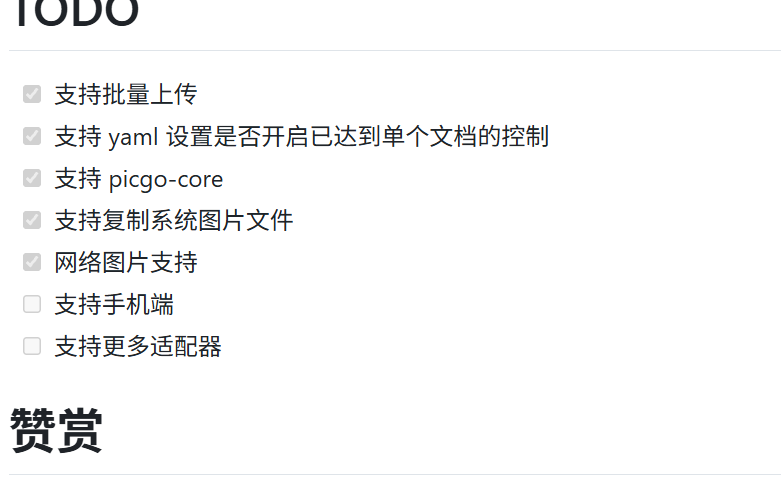 TODO
支持批量上传
支持 yaml 设置是否开启已达到单个文档的控制
支持 picgo-core
支持复制系统图片文件
网络图片支持
支持手机端
支持更多适配器
赞赏